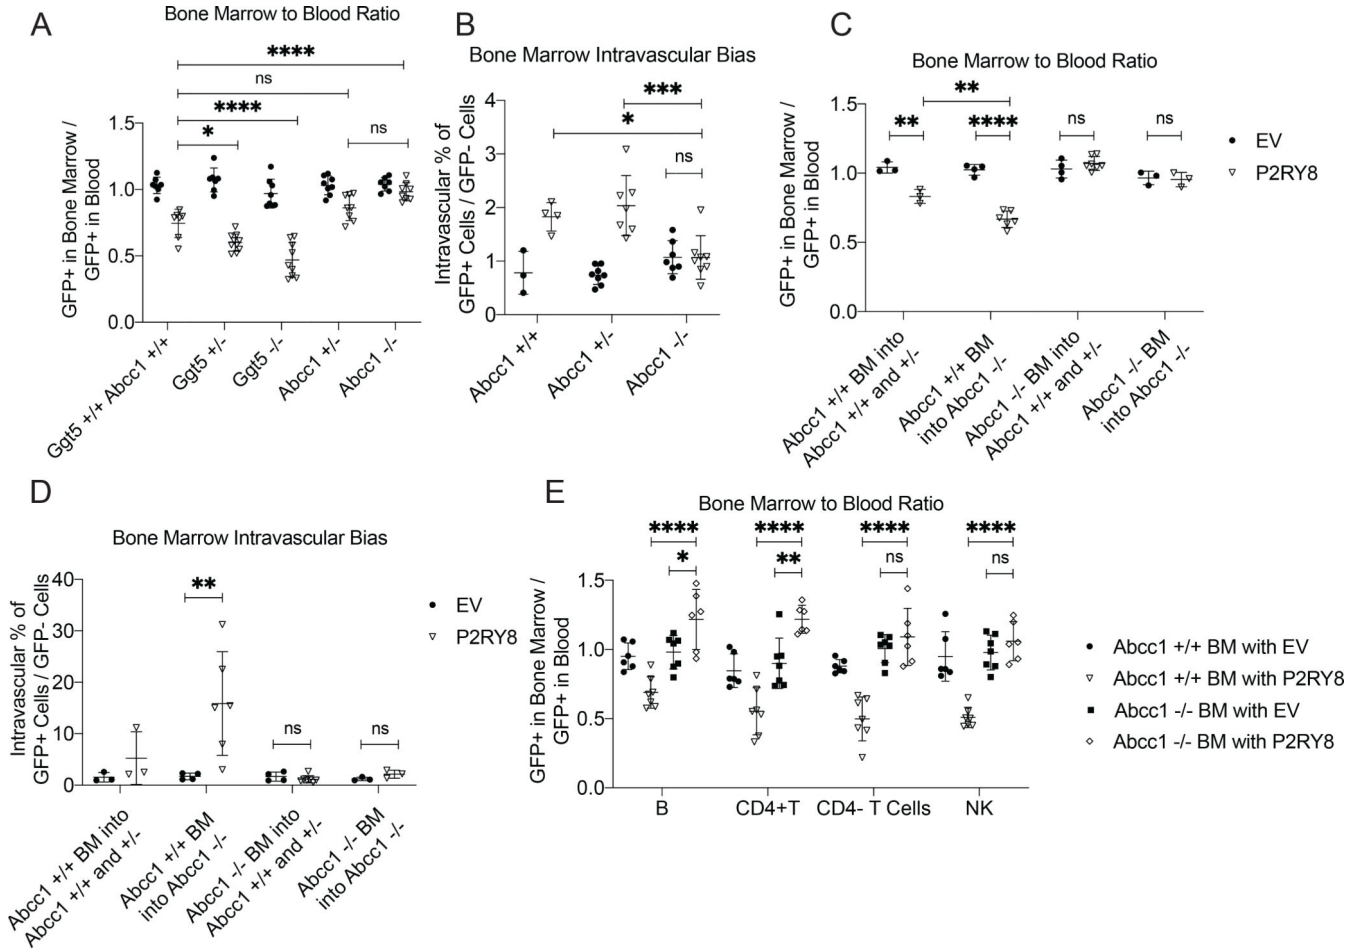 A
Bone Marrow to Blood Ratio
****
ns
****
*
ns
GFP+ in Bone Marrow /
GFP+ in Blood
1.5
1.0
0.5
0.0
Ggt5 +/+ Abcc1 +/+
Ggt5 +/-
Ggt5 -/-
Abcc1 +/-
Abcc1 -/-
B
Bone Marrow Intravascular Bias
***
*
ns
Intravascular % of
GFP+ Cells / GFP- Cells
4
3
2
1
0
Abcc1 +/+
Abcc1 +/-
Abcc1 -/-
C
Bone Marrow to Blood Ratio
**
**
****
ns
ns
GFP+ in Bone Marrow /
GFP+ in Blood
1.5
1.0
0.5
0.0
Abcc1 +/+ BM into
Abcc1 +/+ and +/-
Abcc1 +/+ BM
into Abcc1 -/-
Abcc1 -/- BM into
Abcc1 +/+ and +/-
Abcc1 -/- BM
into Abcc1 -/-
EV
P2RY8
D
Bone Marrow Intravascular Bias
**
ns
ns
Intravascular % of
GFP+ Cells / GFP- Cells
40
30
20
10
0
Abcc1 +/+ BM into
Abcc1 +/+ and +/-
Abcc1 +/+ BM
into Abcc1 -/-
Abcc1 -/- BM into
Abcc1 +/+ and +/-
Abcc1 -/- BM
into Abcc1 -/-
EV
P2RY8
E
Bone Marrow to Blood Ratio
**** **** **** ****
* ** ns ns
GFP+ in Bone Marrow /
GFP+ in Blood
1.5
1.0
0.5
0.0
B CD4+T CD4- T Cells NK
Abcc1 +/+ BM with EV
Abcc1 +/+ BM with P2RY8
Abcc1 -/- BM with EV
Abcc1 -/- BM with P2RY8